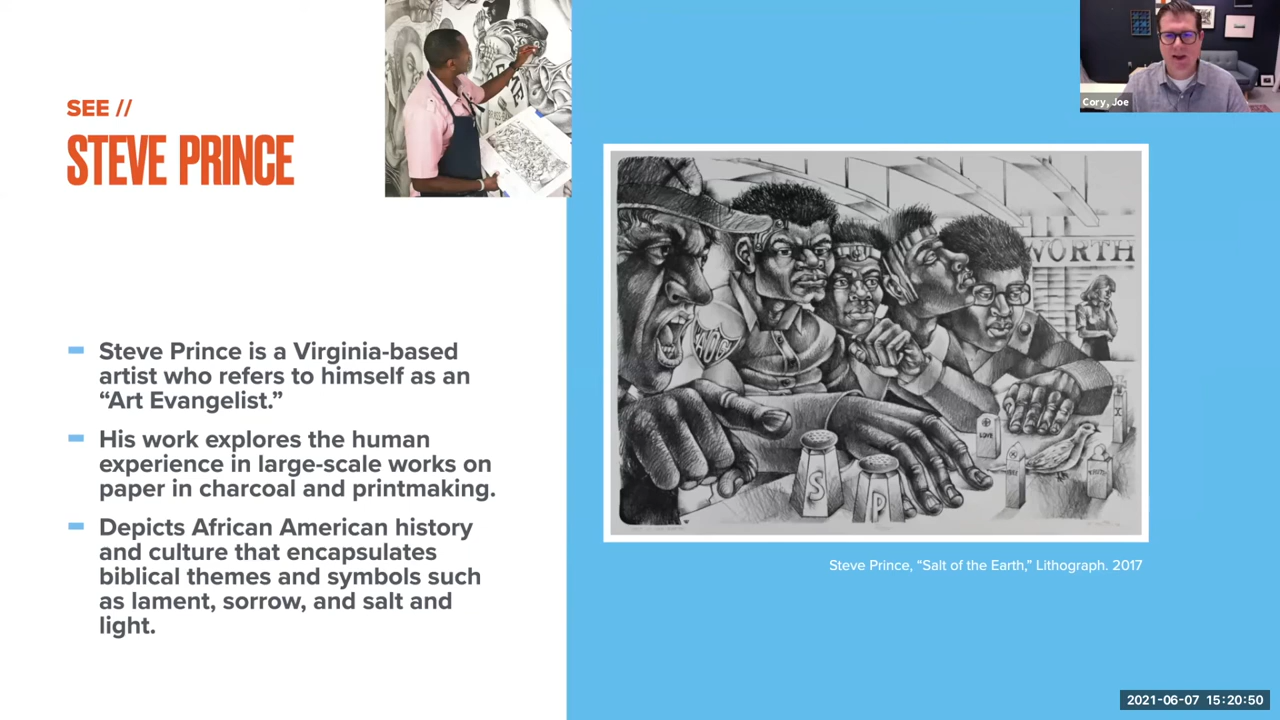 SEE //
STEVE PRINCE
Steve Prince is a Virginia-based
artist who refers to himself as an
“Art Evangelist.”
His work explores the human
experience in large-scale works on
paper in charcoal and printmaking.
Depicts African American history
and culture that encapsulates
biblical themes and symbols such
as lament, sorrow, and salt and
light.
Cory, Joe
WORTH
LOVE
S
P
Steve Prince, “Salt of the Earth,” Lithograph. 2017
2021-06-07 15:20:50